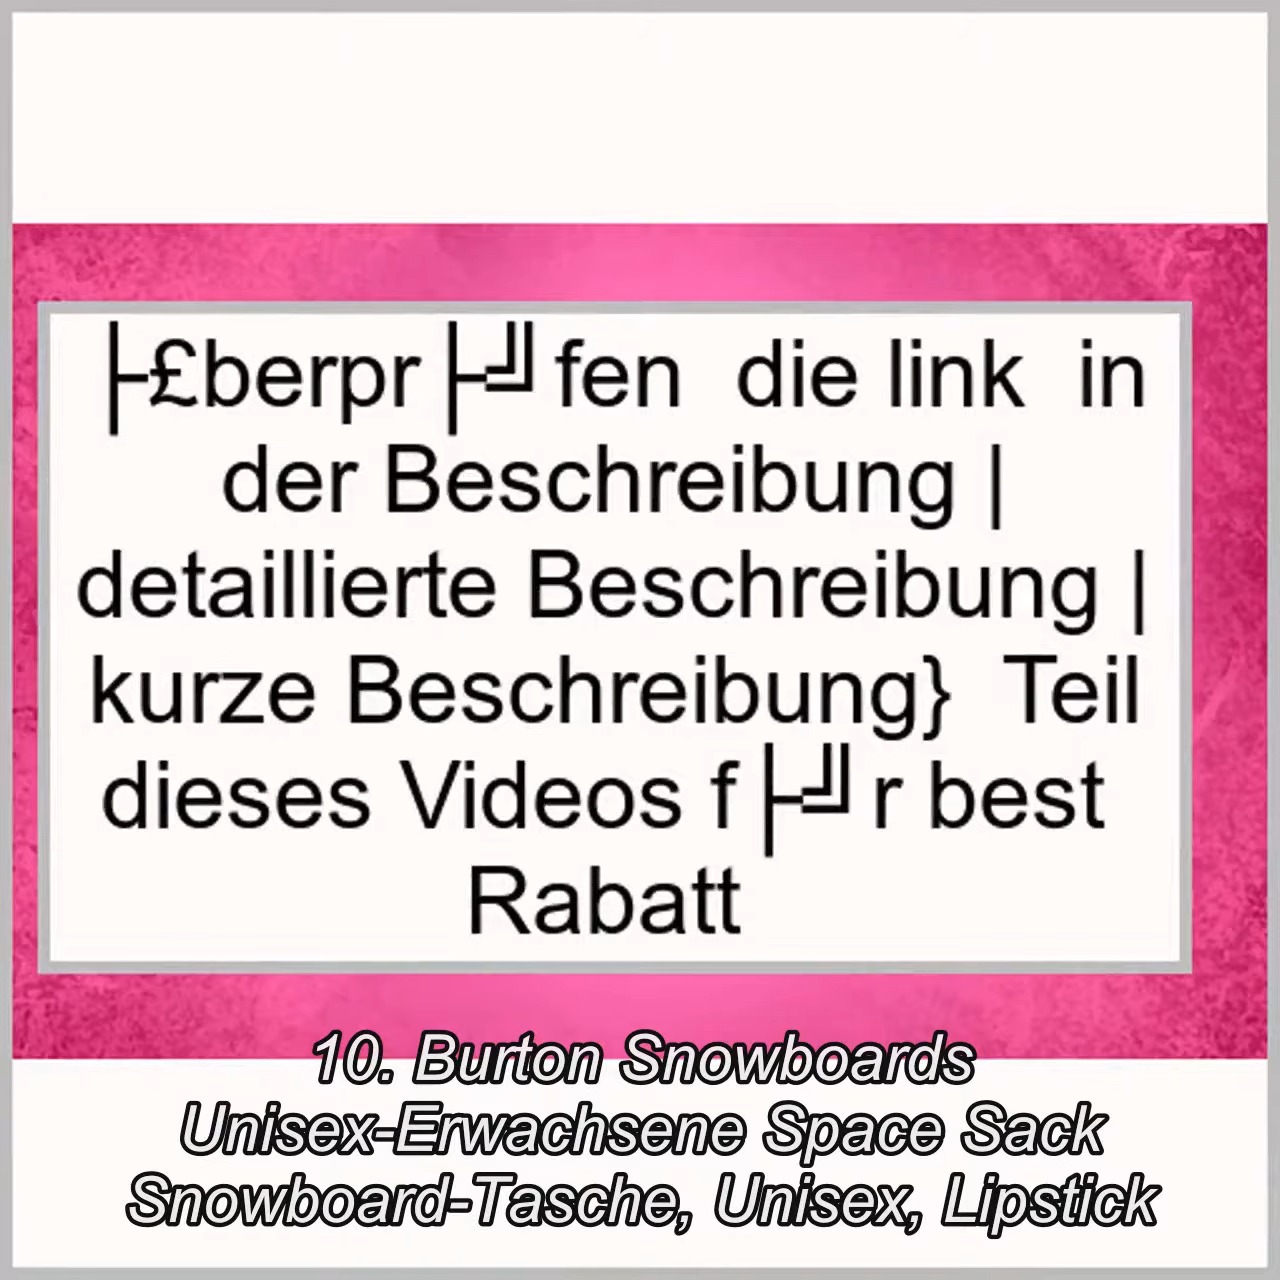 ├£berpr├╝fen die link in
der Beschreibung |
detaillierte Beschreibung |
kurze Beschreibung} Teil
dieses Videos f├╝r best
Rabatt
10. Burton Snowboards
Unisex-Erwachsene Space Sack
Snowboard-Tasche, Unisex, Lipstick